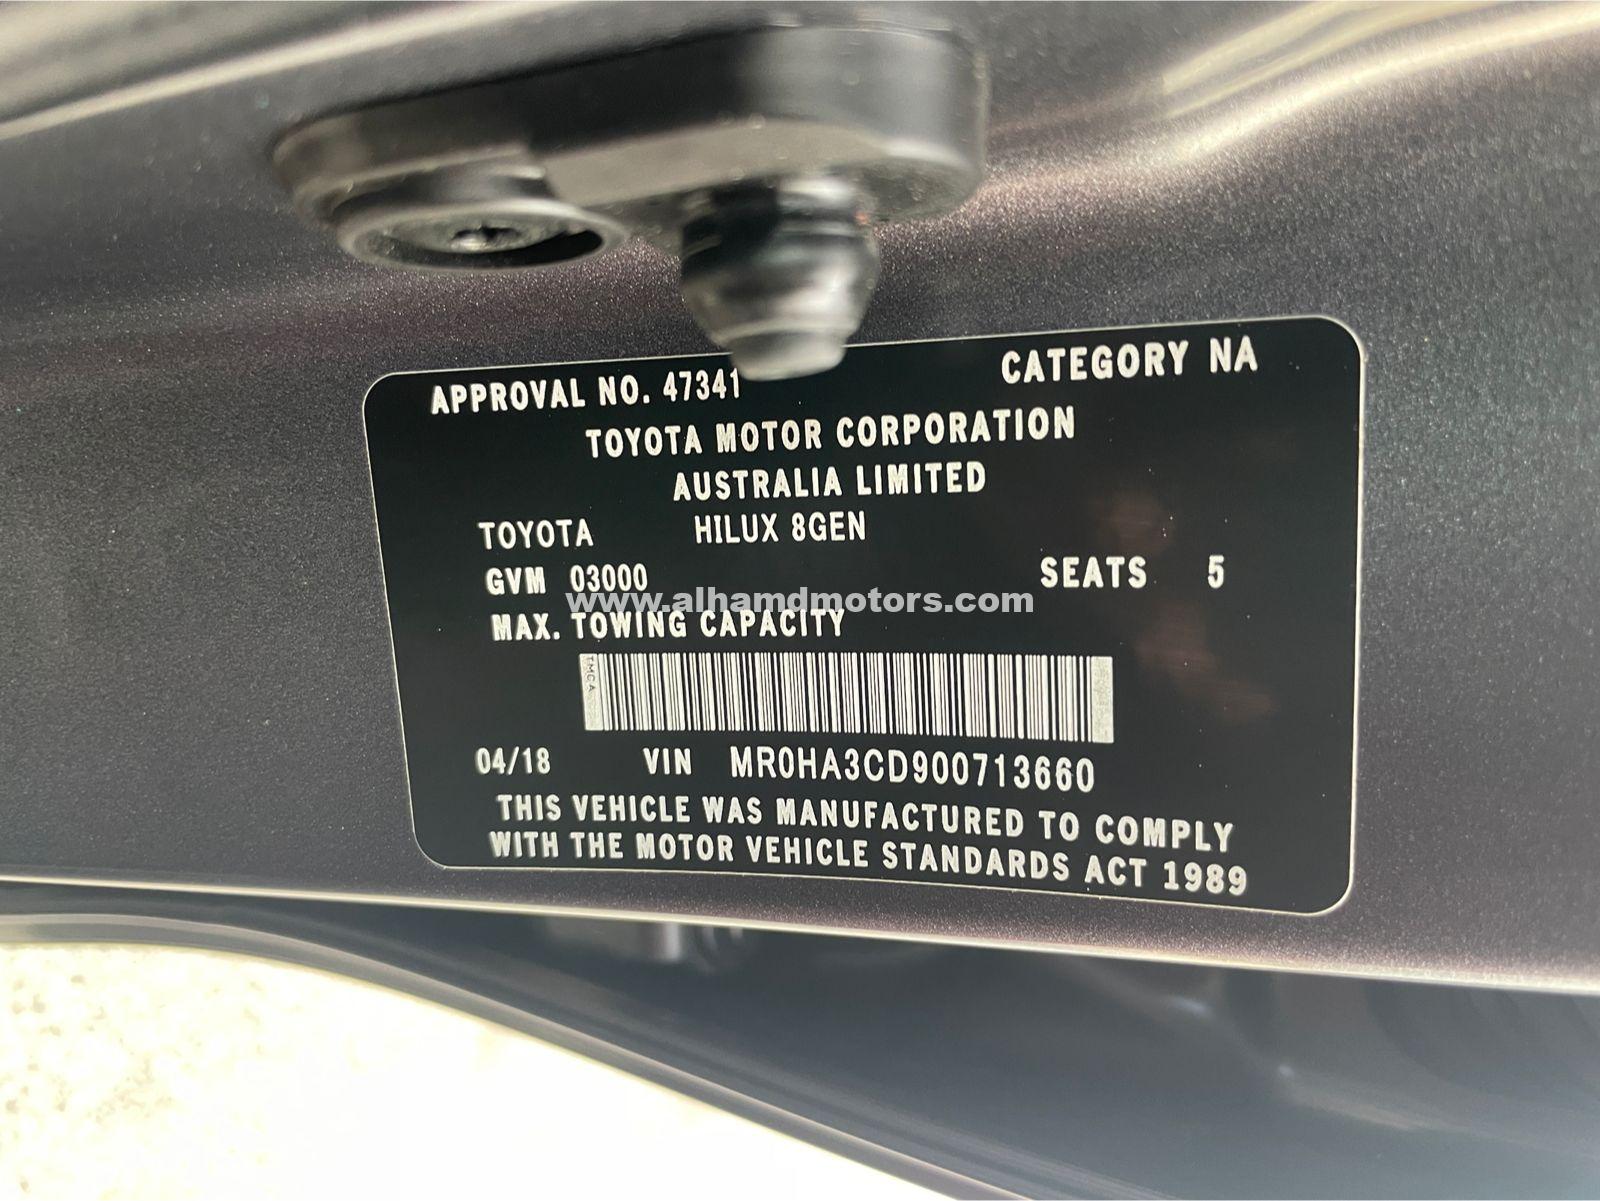 APPROVAL NO. 47341 CATEGORY NA
TOYOTA MOTOR CORPORATION
AUSTRALIA LIMITED
TOYOTA HILUX 8GEN
GVM 03000 SEATS 5
www.alhamdmotors.com
MAX. TOWING CAPACITY
TMCA
04/18 VIN MR0HA3CD900713660
THIS VEHICLE WAS MANUFACTURED TO COMPLY
WITH THE MOTOR VEHICLE STANDARDS ACT 1989